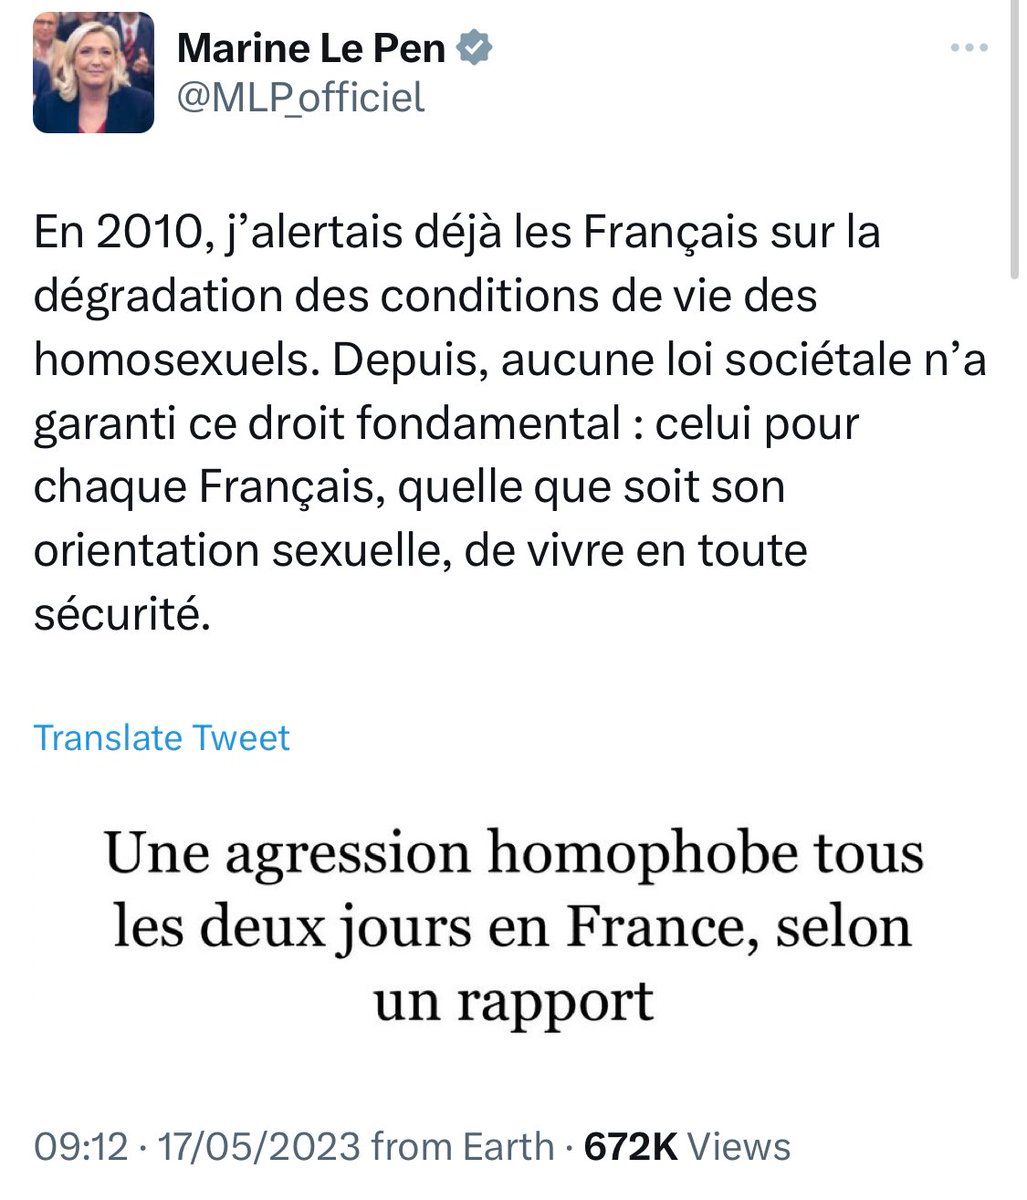 Marine Le Pen
@MLP_officiel
En 2010, j’alertais déjà les Français sur la
dégradation des conditions de vie des
homosexuels. Depuis, aucune loi sociétale n’a
garanti ce droit fondamental : celui pour
chaque Français, quelle que soit son
orientation sexuelle, de vivre en toute
sécurité.
Translate Tweet
Une agression homophobe tous
les deux jours en France, selon
un rapport
09:12 · 17/05/2023 from Earth · 672K Views